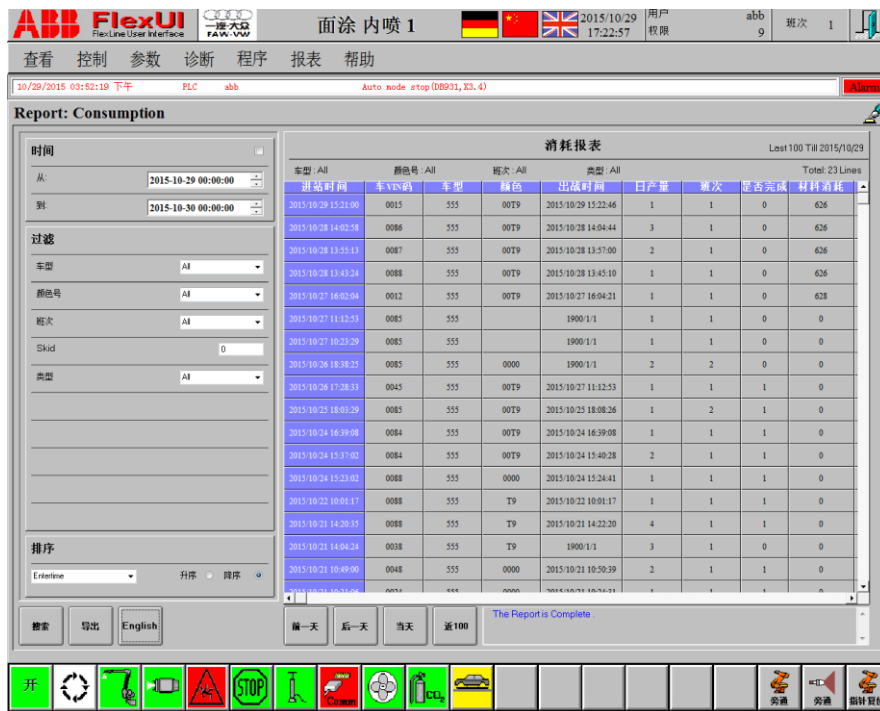 ABB FlexUI 一汽-大众 面涂 内喷 1 2015/10/29 用户 abb 班次 1
FlexLine User Interface FAW-VW 17:22:57 权限 9
查看 控制 参数 诊断 程序 报表 帮助
10/29/2015 03:52:19 下午 PLC abb Auto mode stop(DB931,X3.4) Alarms
Report: Consumption
时间
从: 2015-10-29 00:00:00
到: 2015-10-30 00:00:00
过滤
车型 All
颜色号 All
班次 All
Skid 0
类型 All
排序
Entertime 升序 降序
搜索 导出 English
消耗报表 Last 100 Till 2015/10/29
车型 : All 颜色号 : All 班次 : All 类型 : All Total: 23 Lines
进站时间 车VIN码 车型 颜色 出站时间 日产量 班次 是否完成 材料消耗
2015/10/29 15:21:00 0015 555 00T9 2015/10/29 15:22:46 1 1 0 626
2015/10/28 14:02:58 0086 555 00T9 2015/10/28 14:04:44 3 1 0 626
2015/10/28 13:55:13 0087 555 00T9 2015/10/28 13:57:00 2 1 0 626
2015/10/28 13:43:24 0088 555 00T9 2015/10/28 13:45:10 1 1 0 626
2015/10/27 16:02:04 0012 555 00T9 2015/10/27 16:04:21 1 1 0 628
2015/10/27 11:12:53 0085 555 1900/1/1 1 1 0 0
2015/10/27 10:23:29 0085 555 1900/1/1 1 1 0 0
2015/10/26 18:38:25 0085 555 0000 1900/1/1 2 2 0 0
2015/10/26 17:28:33 0045 555 00T9 2015/10/27 11:12:53 1 1 1 0
2015/10/25 18:03:29 0085 555 00T9 2015/10/25 18:08:26 1 2 1 0
2015/10/24 16:39:08 0084 555 00T9 2015/10/24 16:39:08 1 1 1 0
2015/10/24 15:37:02 0084 555 00T9 2015/10/24 15:40:28 2 1 1 0
2015/10/24 15:23:02 0088 555 0000 2015/10/24 15:24:41 1 1 1 0
2015/10/22 10:01:17 0088 555 T9 2015/10/22 10:01:17 1 1 1 0
2015/10/21 14:20:35 0088 555 T9 2015/10/21 14:22:20 4 1 1 0
2015/10/21 14:04:24 0038 555 T9 1900/1/1 3 1 0 0
2015/10/21 10:49:00 0048 555 0000 2015/10/21 10:50:39 2 1 1 0
前一天 后一天 当天 近100 The Report is Complete .
开 STOP Comm CO2 旁通 旁通 指针复位